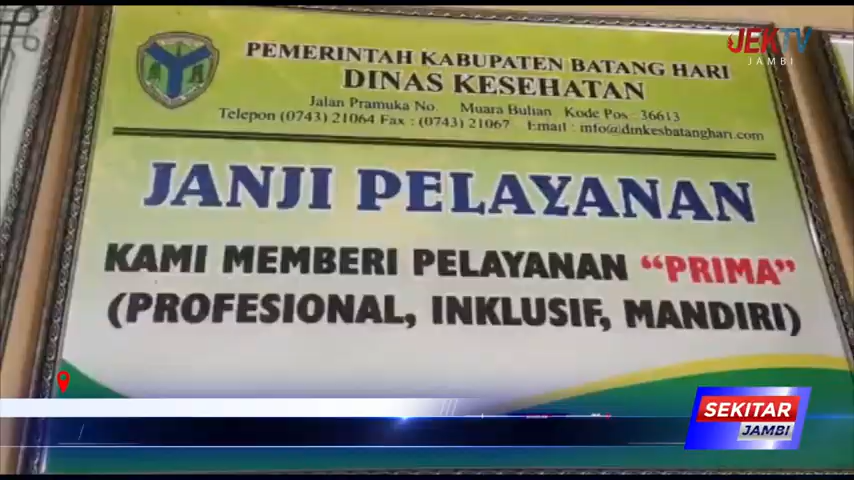 JEKTV
JAMBI
PEMERINTAH KABUPATEN BATANG HARI
DINAS KESEHATAN
Jalan Pramuka No. Muara Bulian Kode Pos : 36613
Telepon (0743) 21064 Fax : (0743) 21067 Email : info@dinkesbatanghari.com
JANJI PELAYANAN
KAMI MEMBERI PELAYANAN “PRIMA”
(PROFESIONAL, INKLUSIF, MANDIRI)
SEKITAR
JAMBI